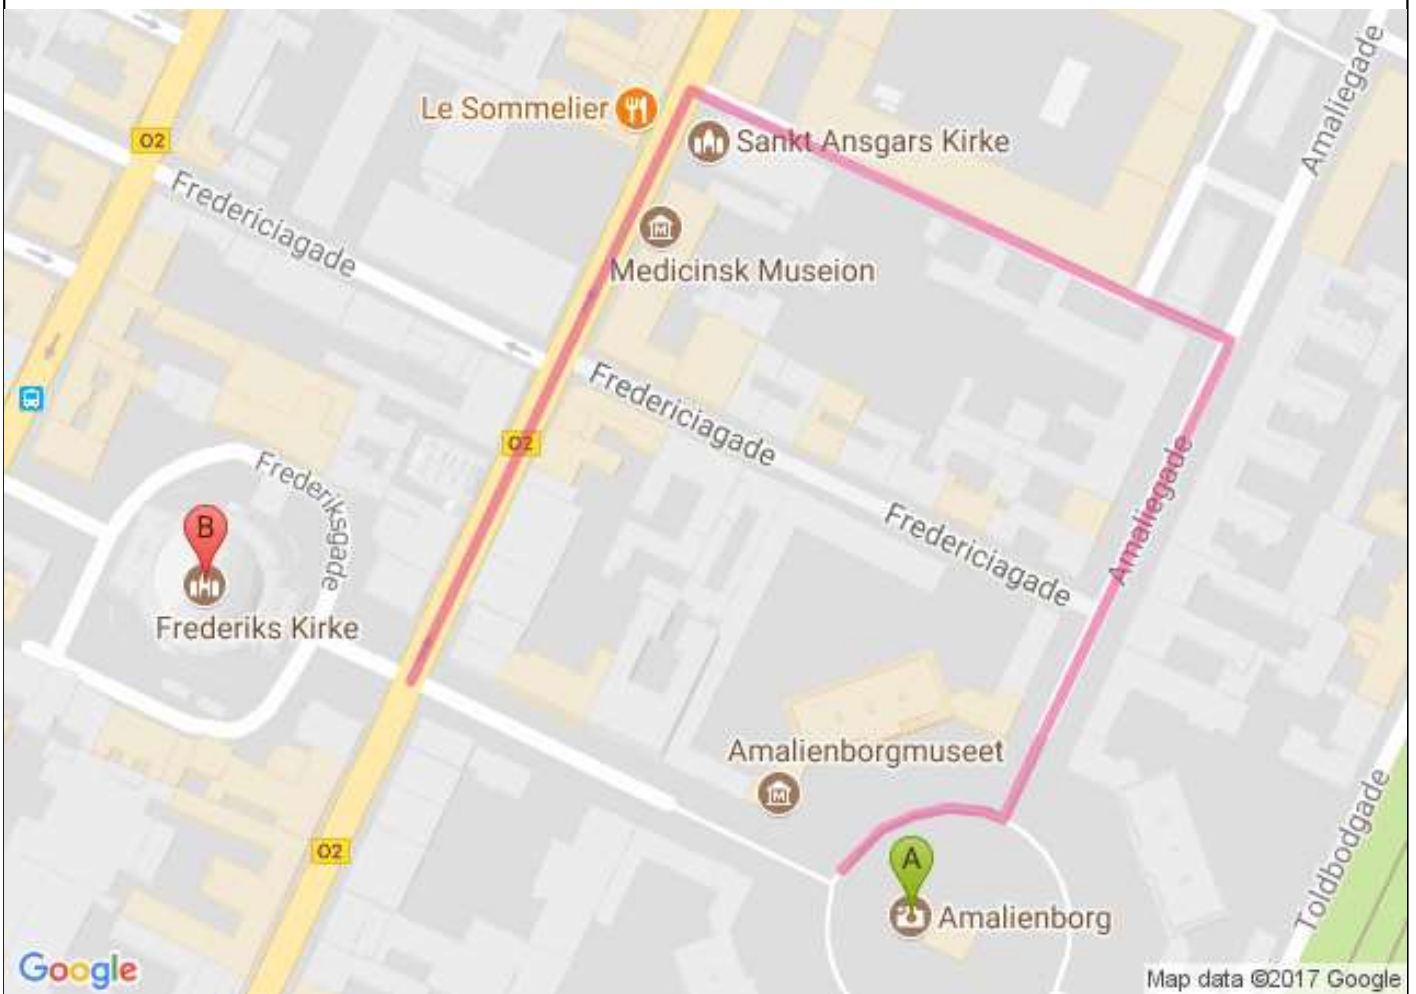 Amaliegade
Le Sommelier
O2
Sankt Ansgars Kirke
Fredericiagade
Medicinsk Museion
Fredericiagade
O2
Amaliegade
Frederiksgade
B
Fredericiagade
Frederiks Kirke
Amalienborgmuseet
Toldbodgade
O2
A
Amalienborg
Google
Map data ©2017 Google